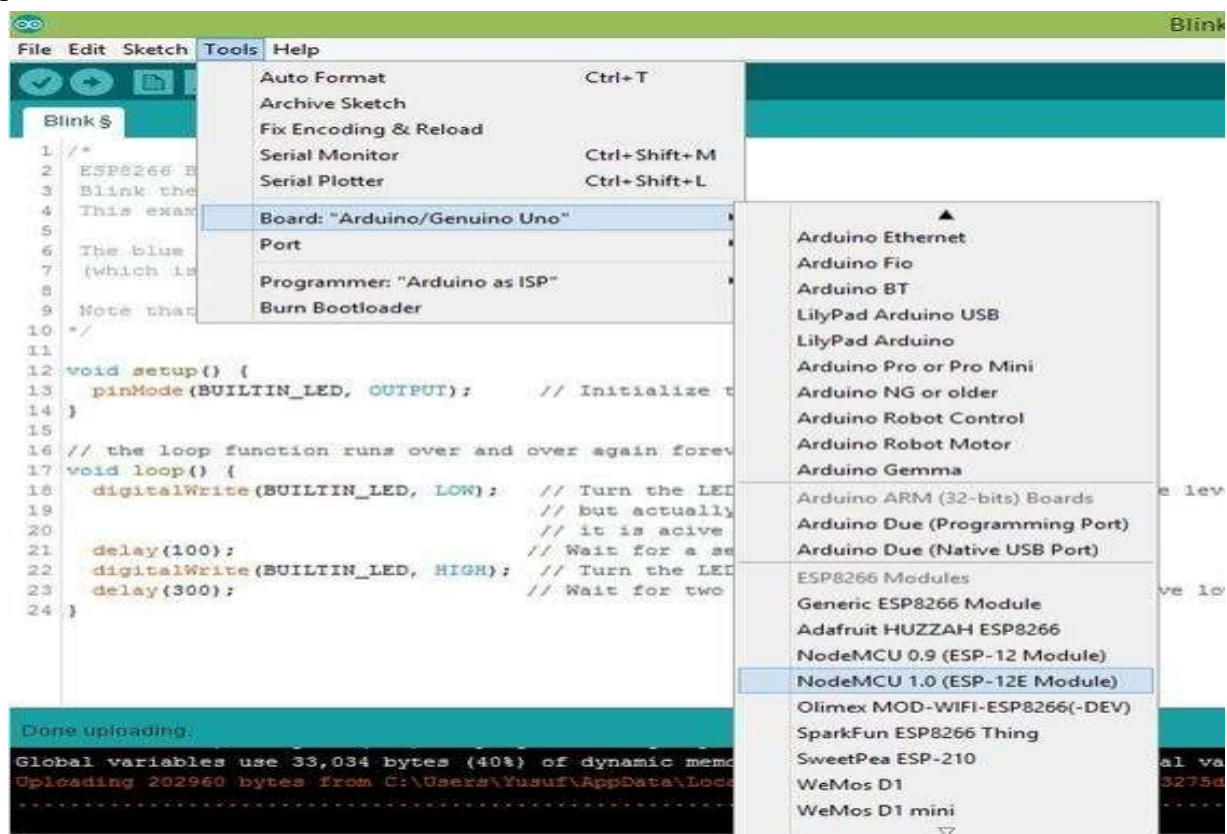 Blink
File Edit Sketch Tools Help
Blink §
Auto Format Ctrl+T
Archive Sketch
Fix Encoding & Reload
Serial Monitor Ctrl+Shift+M
Serial Plotter Ctrl+Shift+L
Board: "Arduino/Genuino Uno"
Port
Programmer: "Arduino as ISP"
Burn Bootloader
Arduino Ethernet
Arduino Fio
Arduino BT
LilyPad Arduino USB
LilyPad Arduino
Arduino Pro or Pro Mini
Arduino NG or older
Arduino Robot Control
Arduino Robot Motor
Arduino Gemma
Arduino ARM (32-bits) Boards
Arduino Due (Programming Port)
Arduino Due (Native USB Port)
ESP8266 Modules
Generic ESP8266 Module
Adafruit HUZZAH ESP8266
NodeMCU 0.9 (ESP-12 Module)
NodeMCU 1.0 (ESP-12E Module)
Olimex MOD-WIFI-ESP8266(-DEV)
SparkFun ESP8266 Thing
SweetPea ESP-210
WeMos D1
WeMos D1 mini
1 /*
2 ESP8266 B
3 Blink the
4 This exam
5
6 The blue
7 (which is
8
9 Note that
10 */
11
12 void setup() {
13 pinMode(BUILTIN_LED, OUTPUT); // Initialize t
14 }
15
16 // the loop function runs over and over again forev
17 void loop() {
18 digitalWrite(BUILTIN_LED, LOW); // Turn the LED e lev
19 // but actually
20 // it is acive
21 delay(100); // Wait for a se
22 digitalWrite(BUILTIN_LED, HIGH); // Turn the LED
23 delay(300); // Wait for two ve lo
24 }
Done uploading.
Global variables use 33,034 bytes (40%) of dynamic memo al va
Uploading 202960 bytes from C:\Users\Yusuf\AppData\Loca 3275d